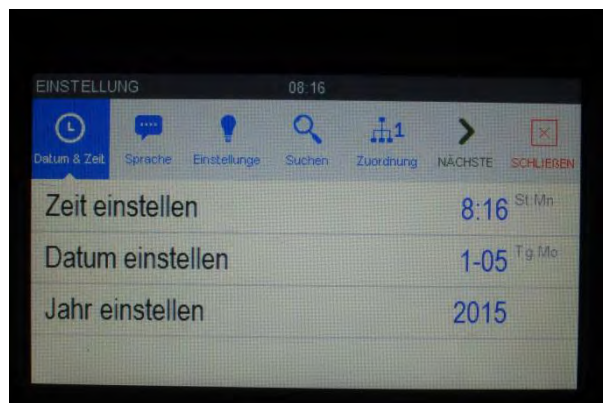 EINSTELLUNG 08:16
Datum & Zeit Sprache Einstellunge Suchen Zuordnung NÄCHSTE SCHLIEßEN
1
Zeit einstellen 8:16 St:Mn
Datum einstellen 1-05 Tg.Mo
Jahr einstellen 2015